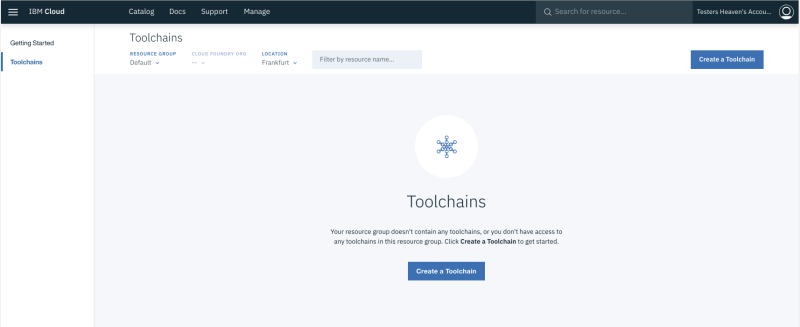 IBM Cloud Catalog Docs Support Manage Search for resource... Testers Heaven's Accou...
Getting Started
Toolchains
Toolchains
RESOURCE GROUP CLOUD FOUNDRY ORG LOCATION
Default -- Frankfurt
Filter by resource name...
Create a Toolchain
Toolchains
Your resource group doesn't contain any toolchains, or you don't have access to
any toolchains in this resource group. Click Create a Toolchain to get started.
Create a Toolchain